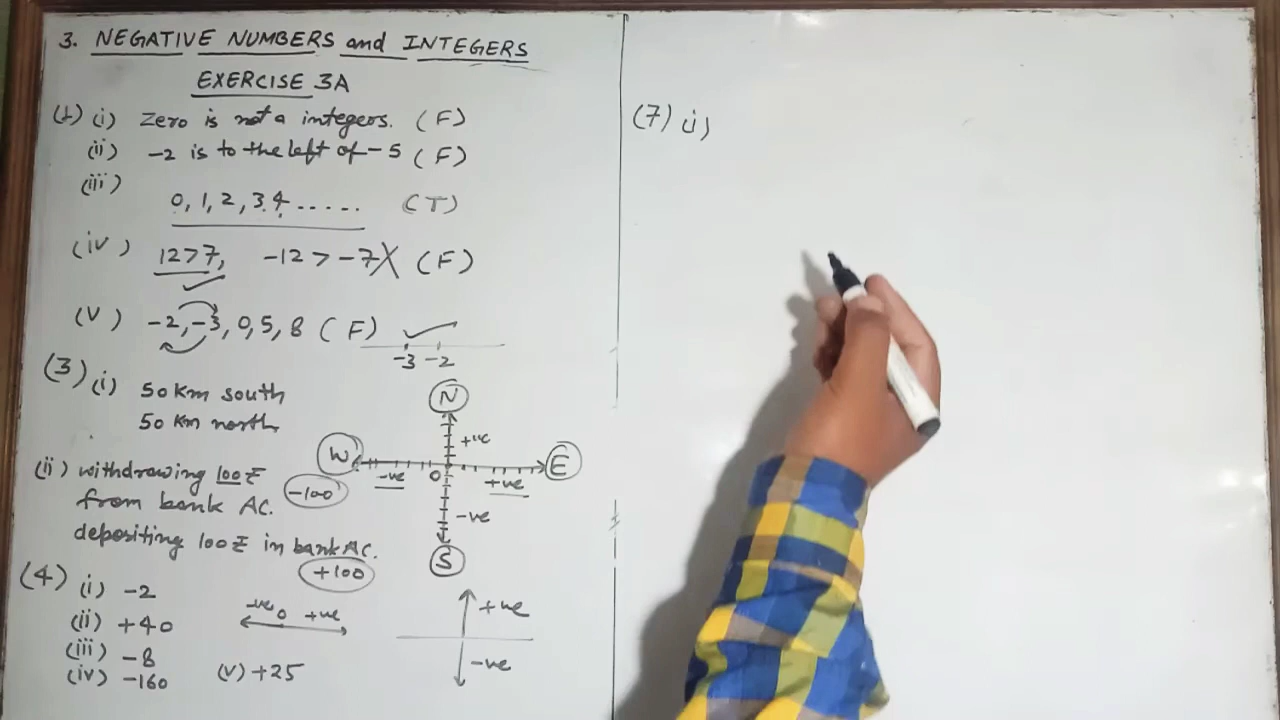 3. NEGATIVE NUMBERS and INTEGERS
EXERCISE 3A
(1) (i) Zero is not a integers. (F)
(ii) -2 is to the left of -5 (F)
(iii)
0, 1, 2, 3.4...... (T)
(iv) 12>7, -12 > -7 X (F)
(v) -2, -3, 0, 5, 8 (F)
-3 -2
(3) (i) 50 km south
50 km north
N
+ve
W
E
-ve 0 +ve
-ve
S
(ii) withdrawing 100₹
from bank AC.
-100
depositing 100₹ in bank AC.
+100
(4) (i) -2
(ii) +40
(iii) -8
(iv) -160
(v) +25
-ve 0 +ve
+ve
-ve
(7) (i)